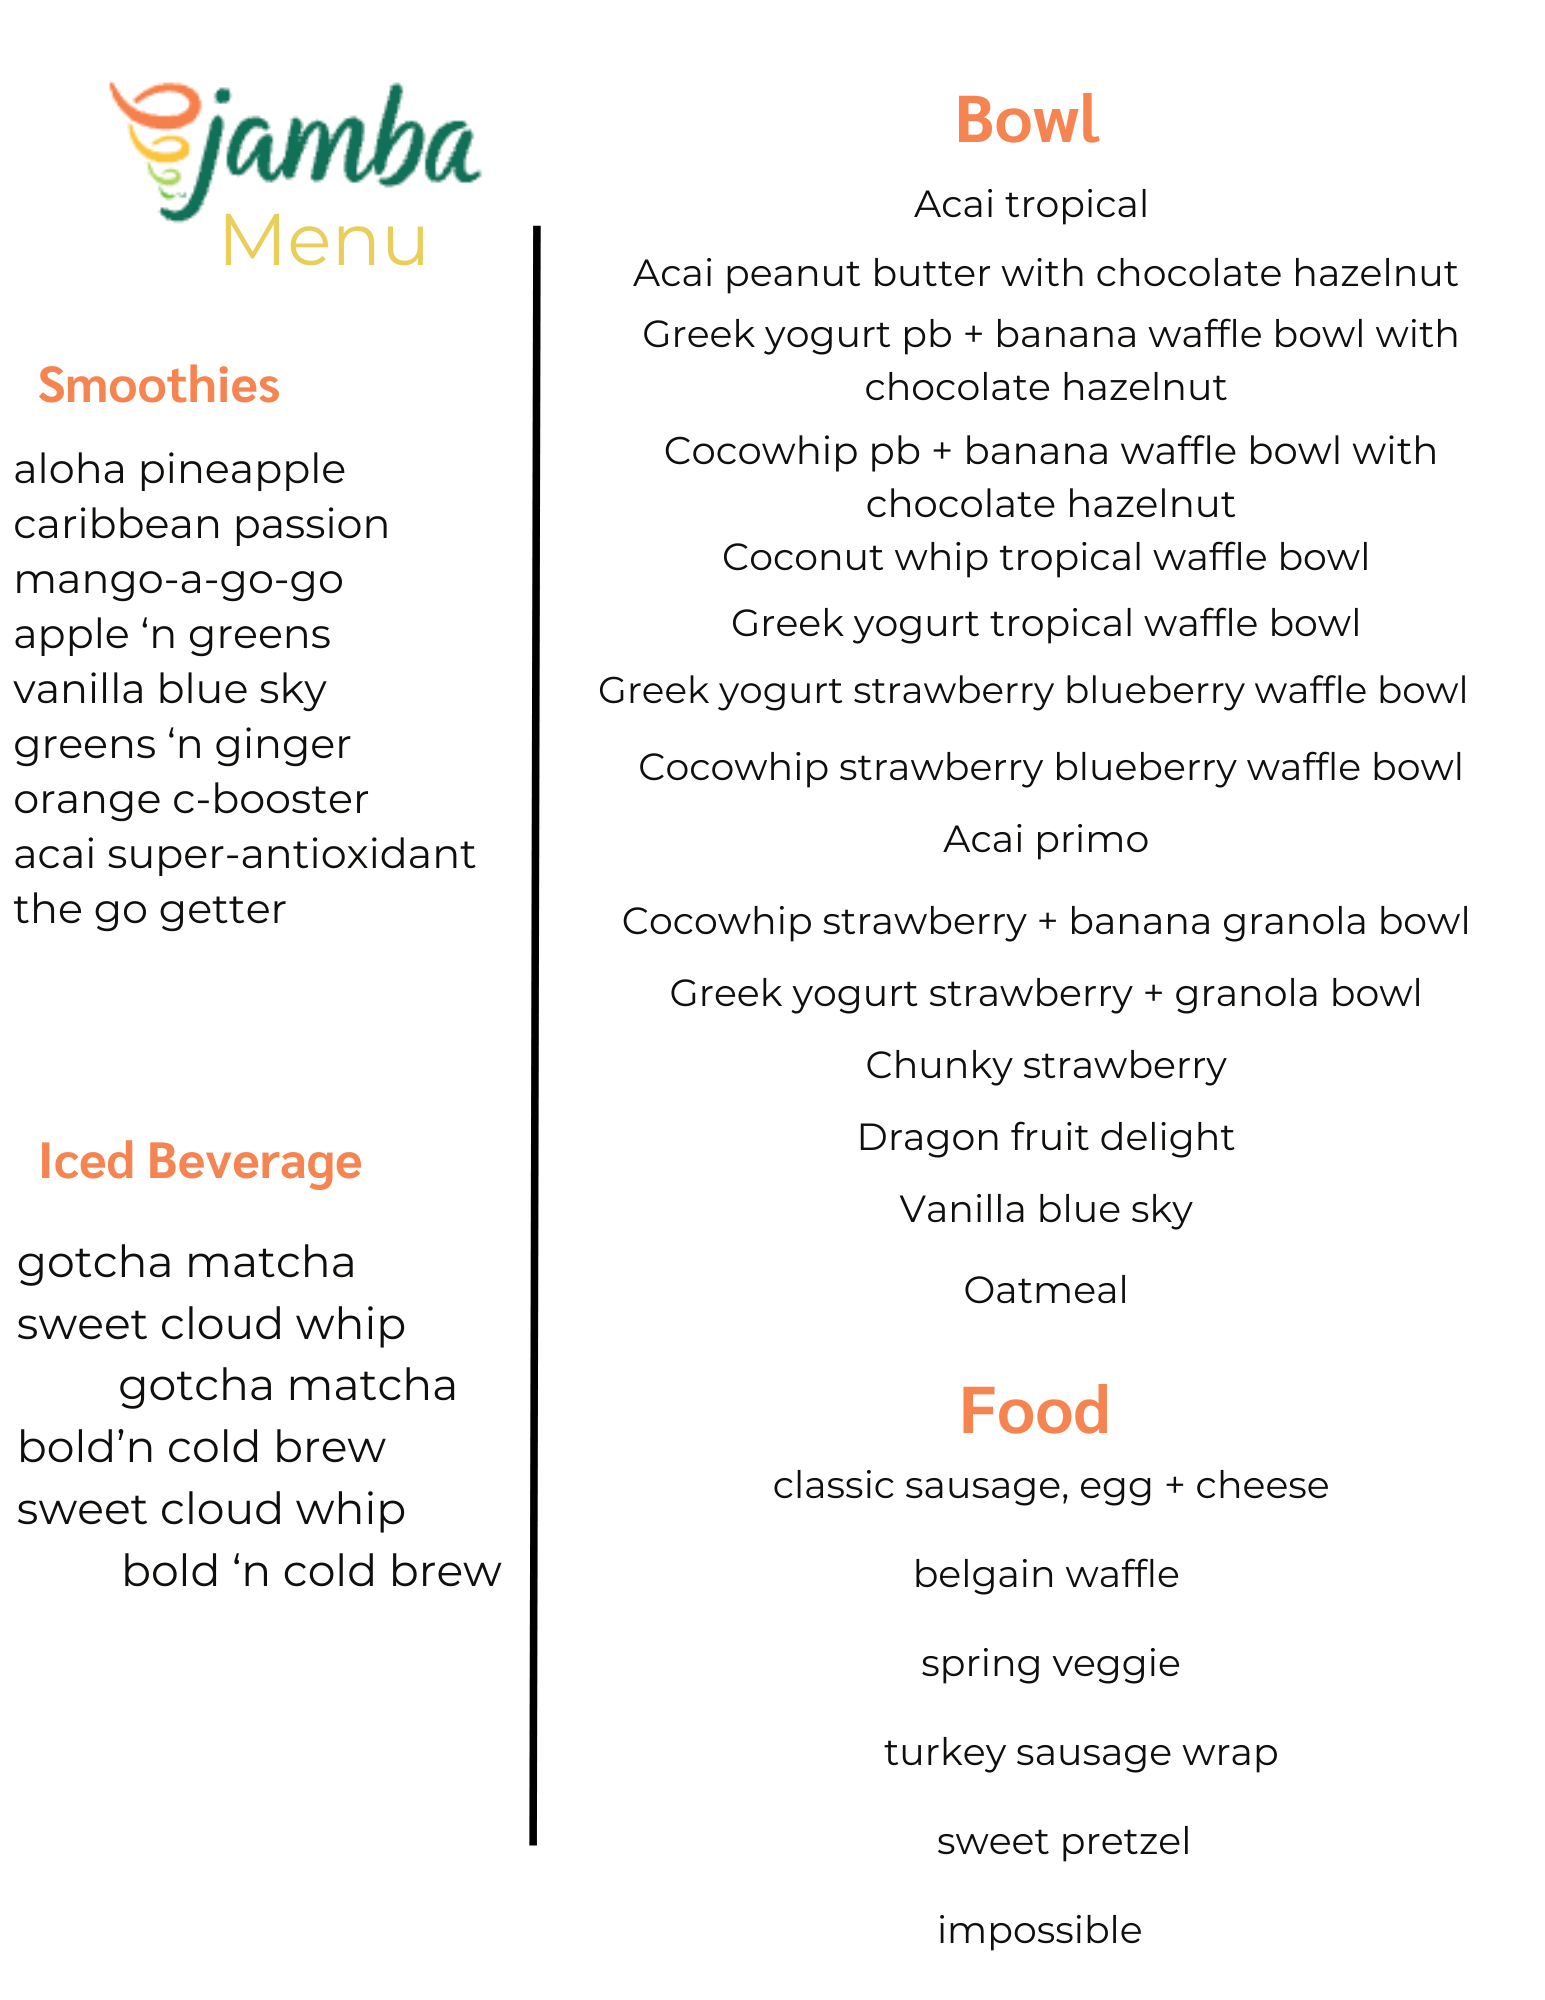 jamba
Menu
Smoothies
aloha pineapple
caribbean passion
mango-a-go-go
apple ‘n greens
vanilla blue sky
greens ‘n ginger
orange c-booster
acai super-antioxidant
the go getter
Iced Beverage
gotcha matcha
sweet cloud whip
gotcha matcha
bold’n cold brew
sweet cloud whip
bold ‘n cold brew
Bowl
Acai tropical
Acai peanut butter with chocolate hazelnut
Greek yogurt pb + banana waffle bowl with
chocolate hazelnut
Cocowhip pb + banana waffle bowl with
chocolate hazelnut
Coconut whip tropical waffle bowl
Greek yogurt tropical waffle bowl
Greek yogurt strawberry blueberry waffle bowl
Cocowhip strawberry blueberry waffle bowl
Acai primo
Cocowhip strawberry + banana granola bowl
Greek yogurt strawberry + granola bowl
Chunky strawberry
Dragon fruit delight
Vanilla blue sky
Oatmeal
Food
classic sausage, egg + cheese
belgain waffle
spring veggie
turkey sausage wrap
sweet pretzel
impossible